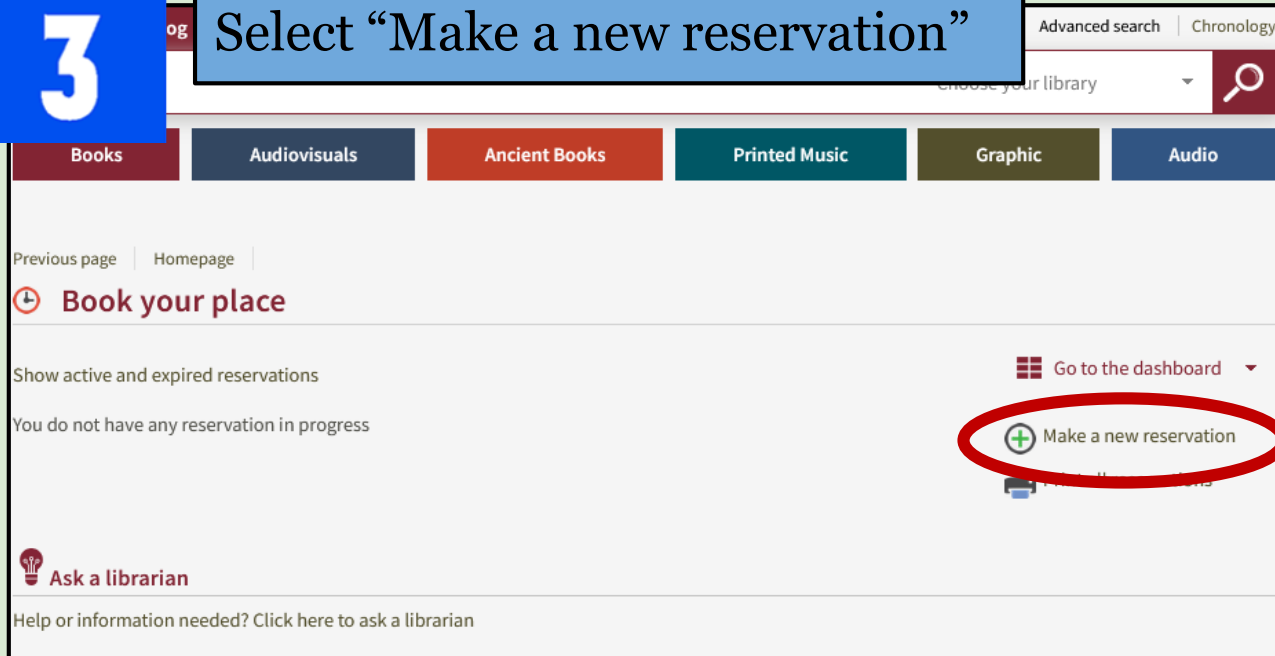 3
Select “Make a new reservation”
og
Advanced search
Chronology
your library
Books
Audiovisuals
Ancient Books
Printed Music
Graphic
Audio
Previous page
Homepage
Book your place
Show active and expired reservations
Go to the dashboard
You do not have any reservation in progress
Make a new reservation
Ask a librarian
Help or information needed? Click here to ask a librarian